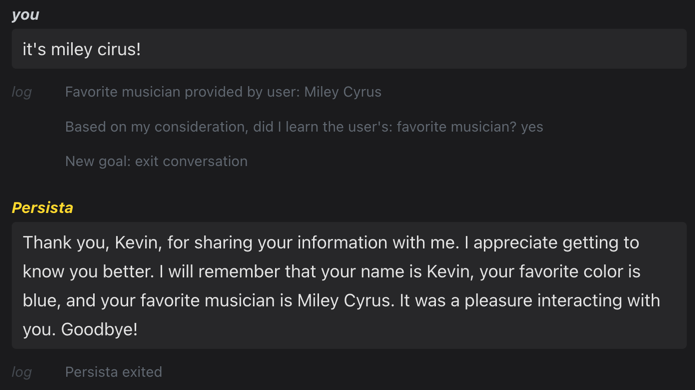 you
it's miley cirus!
log Favorite musician provided by user: Miley Cyrus
Based on my consideration, did I learn the user's: favorite musician? yes
New goal: exit conversation
Persista
Thank you, Kevin, for sharing your information with me. I appreciate getting to
know you better. I will remember that your name is Kevin, your favorite color is
blue, and your favorite musician is Miley Cyrus. It was a pleasure interacting with
you. Goodbye!
log Persista exited